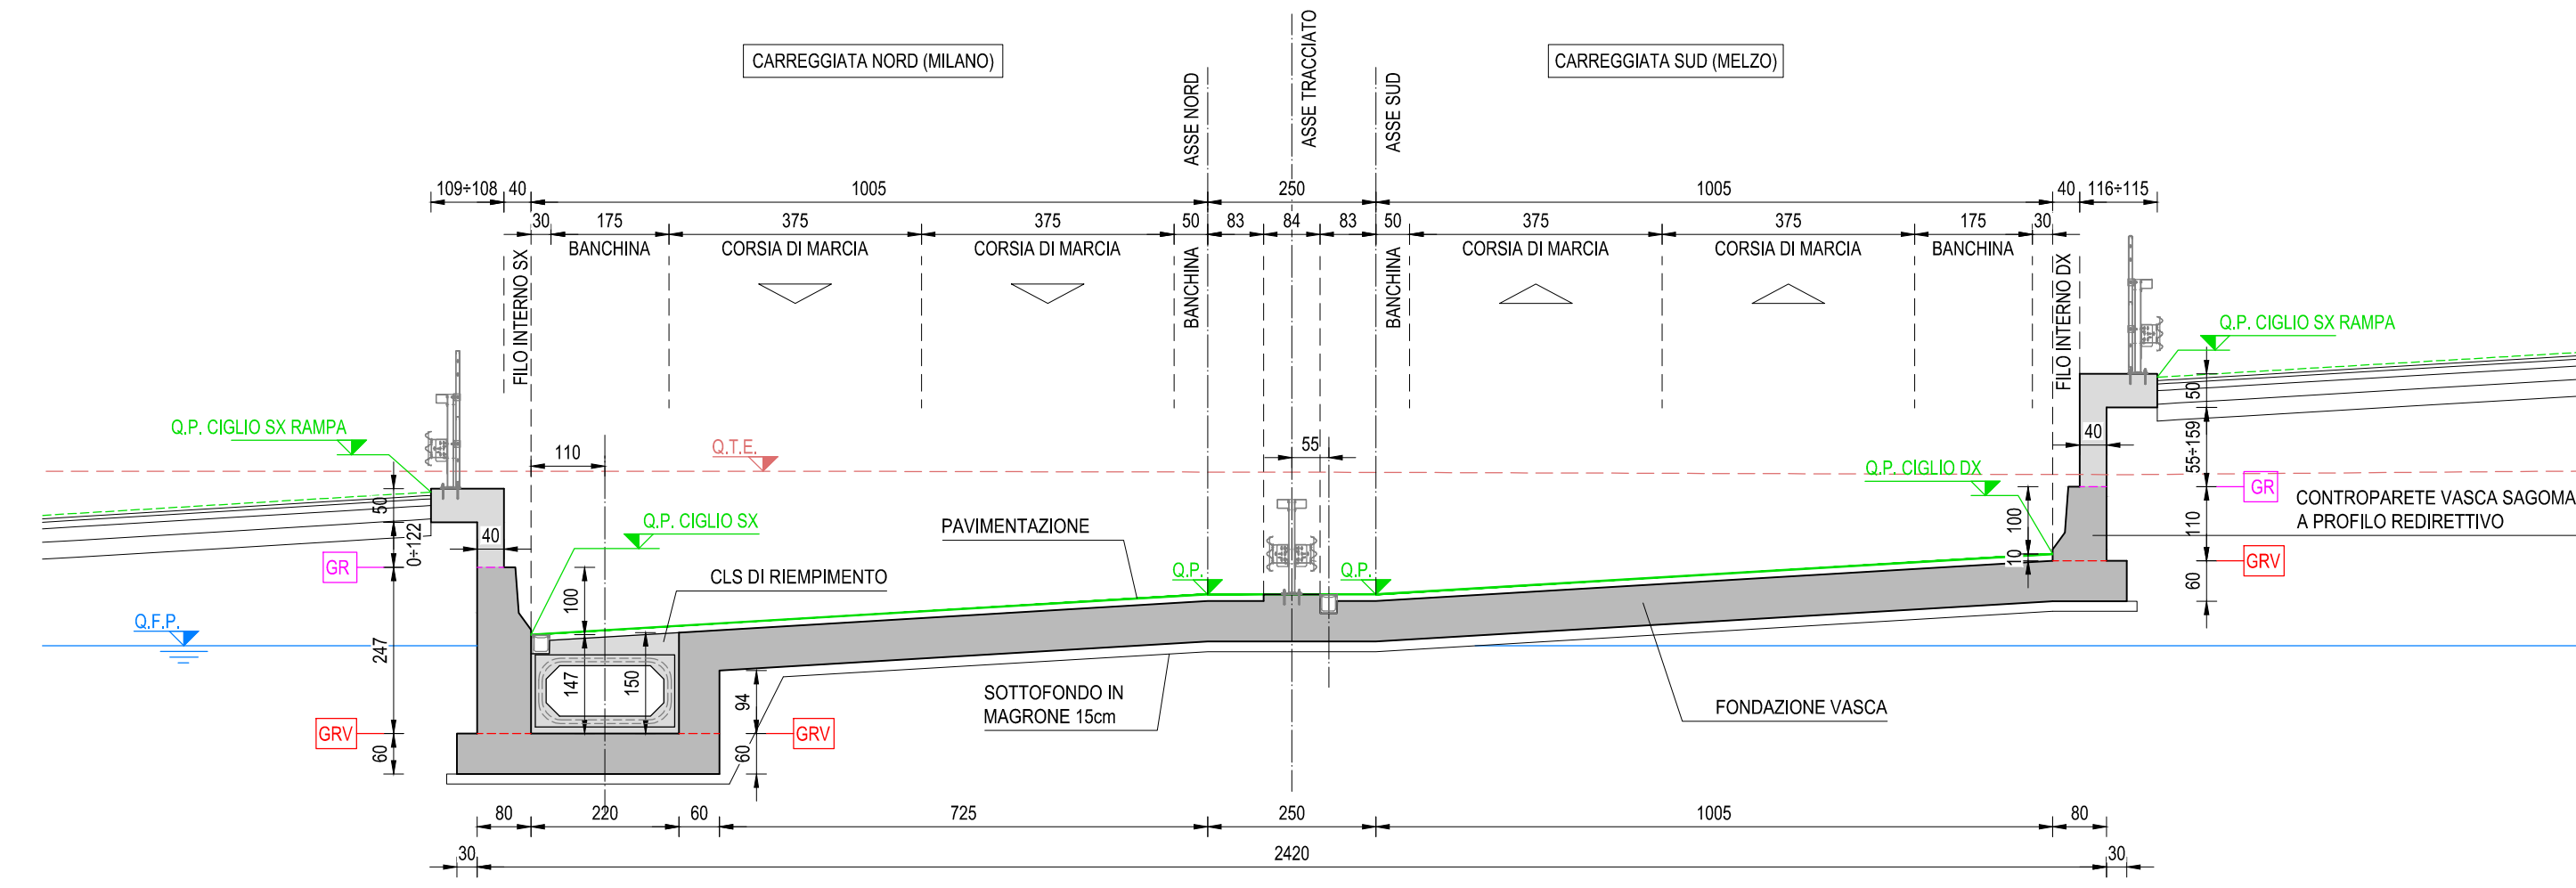 CARREGGIATA NORD (MILANO)
ASSE NORD
ASSE TRACCIATO
ASSE SUD
CARREGGIATA SUD (MELZO)
109÷108
40
1005
250
1005
40
116÷115
30
175
375
375
50
83
84
83
50
375
375
175
30
BANCHINA
CORSIA DI MARCIA
CORSIA DI MARCIA
BANCHINA
BANCHINA
CORSIA DI MARCIA
CORSIA DI MARCIA
BANCHINA
FILO INTERNO SX
FILO INTERNO DX
Q.P. CIGLIO SX RAMPA
Q.P. CIGLIO SX RAMPA
Q.T.E.
110
55
Q.P. CIGLIO DX
50
40
55÷159
50
40
0÷122
Q.P. CIGLIO SX
PAVIMENTAZIONE
GR
CONTROPARETE VASCA SAGOMA
A PROFILO REDIRETTIVO
100
110
10
GR
CLS DI RIEMPIMENTO
Q.P.
Q.P.
GRV
60
100
Q.F.P.
247
147
150
94
SOTTOFONDO IN
MAGRONE 15cm
FONDAZIONE VASCA
GRV
GRV
60
60
80
220
60
725
250
1005
80
30
2420
30